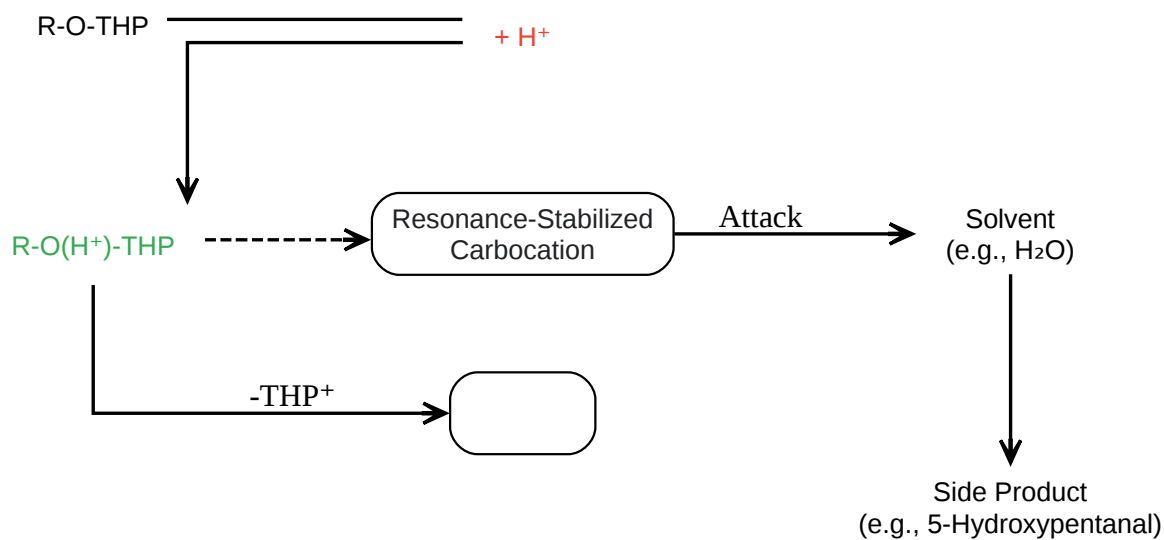 R-O-THP
+ H⁺
R-O(H⁺)-THP
Resonance-Stabilized
Carbocation
Attack
Solvent
(e.g., H₂O)
-THP⁺
Side Product
(e.g., 5-Hydroxypentanal)